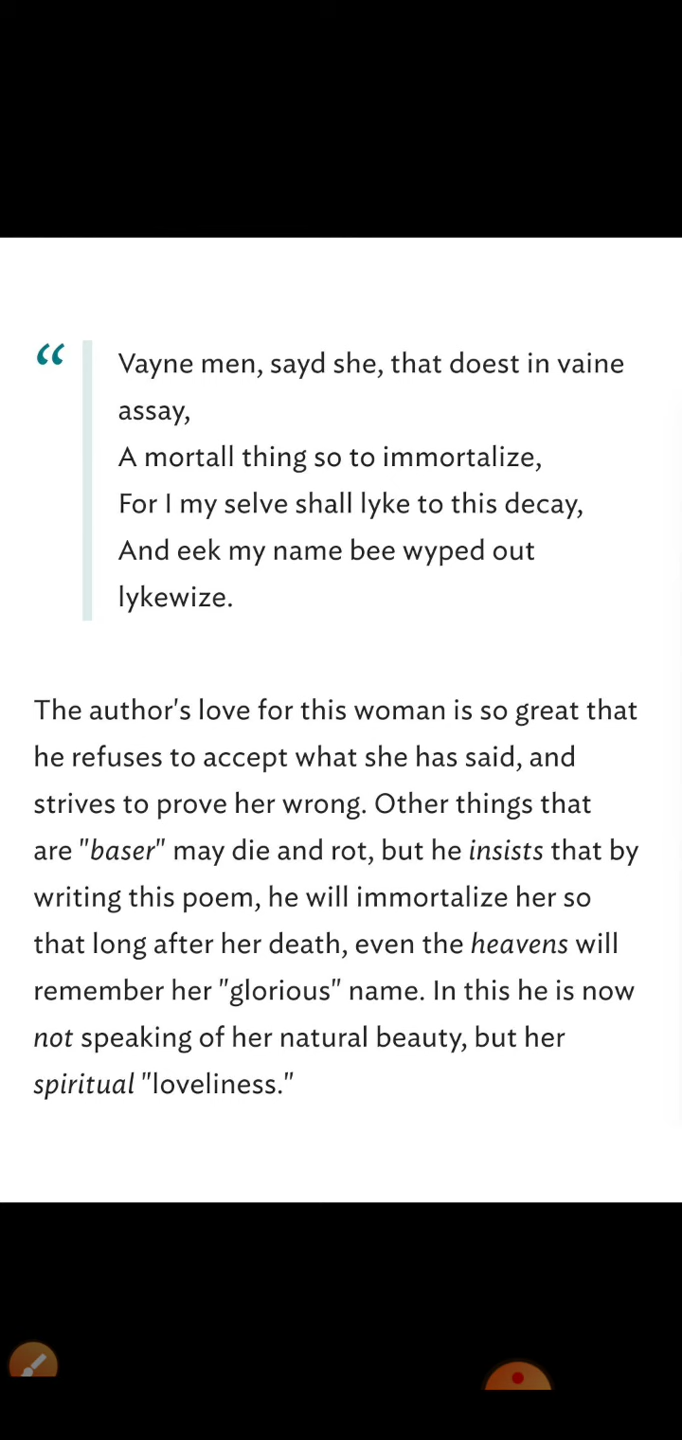 “
Vayne men, sayd she, that doest in vaine
assay,
A mortall thing so to immortalize,
For I my selve shall lyke to this decay,
And eek my name bee wyped out
lykewize.
The author's love for this woman is so great that
he refuses to accept what she has said, and
strives to prove her wrong. Other things that
are "baser" may die and rot, but he insists that by
writing this poem, he will immortalize her so
that long after her death, even the heavens will
remember her "glorious" name. In this he is now
not speaking of her natural beauty, but her
spiritual "loveliness."